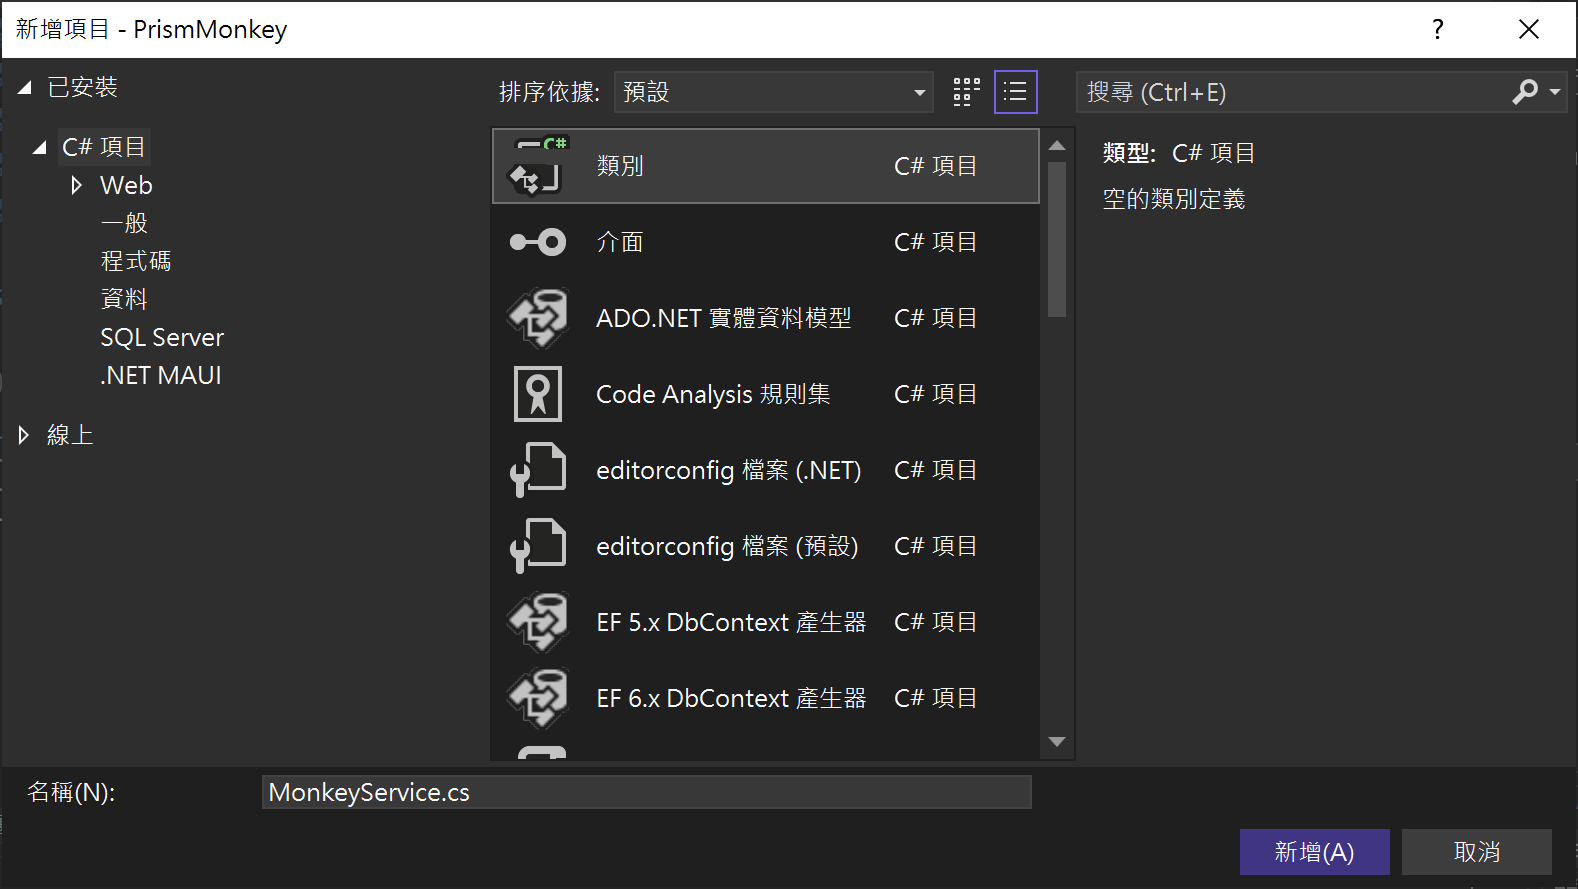 新增項目 - PrismMonkey
?
已安裝
C# 項目
Web
一般
程式碼
資料
SQL Server
.NET MAUI
線上
排序依據: 預設
搜尋 (Ctrl+E)
C#
類別 C# 項目
介面 C# 項目
ADO.NET 實體資料模型 C# 項目
Code Analysis 規則集 C# 項目
editorconfig 檔案 (.NET) C# 項目
editorconfig 檔案 (預設) C# 項目
EF 5.x DbContext 產生器 C# 項目
EF 6.x DbContext 產生器 C# 項目
類型: C# 項目
空的類別定義
名稱(N): MonkeyService.cs
新增(A) 取消